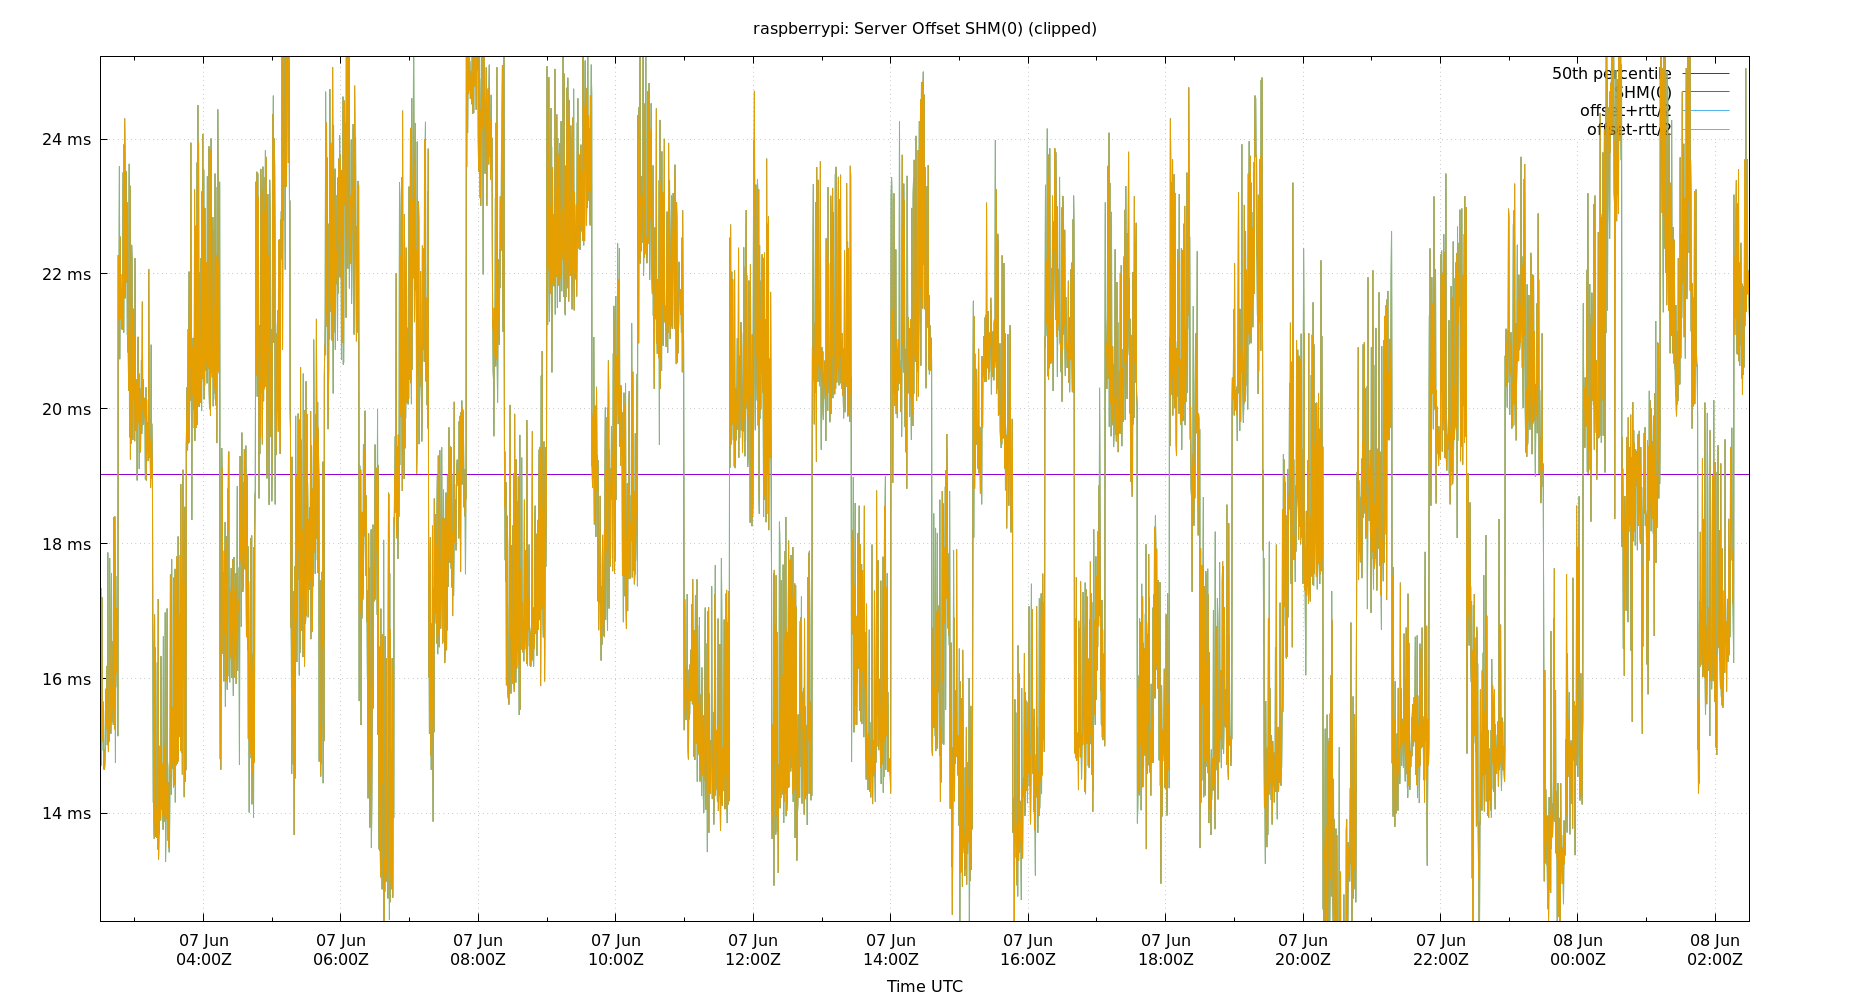 raspberrypi: Server Offset SHM(0) (clipped)
50th percentile
SHM(0)
offset+rtt/2
offset-rtt/2
24 ms
22 ms
20 ms
18 ms
16 ms
14 ms
07 Jun 07 Jun 07 Jun 07 Jun 07 Jun 07 Jun 07 Jun 07 Jun 07 Jun 07 Jun 08 Jun 08 Jun
04:00Z 06:00Z 08:00Z 10:00Z 12:00Z 14:00Z 16:00Z 18:00Z 20:00Z 22:00Z 00:00Z 02:00Z
Time UTC